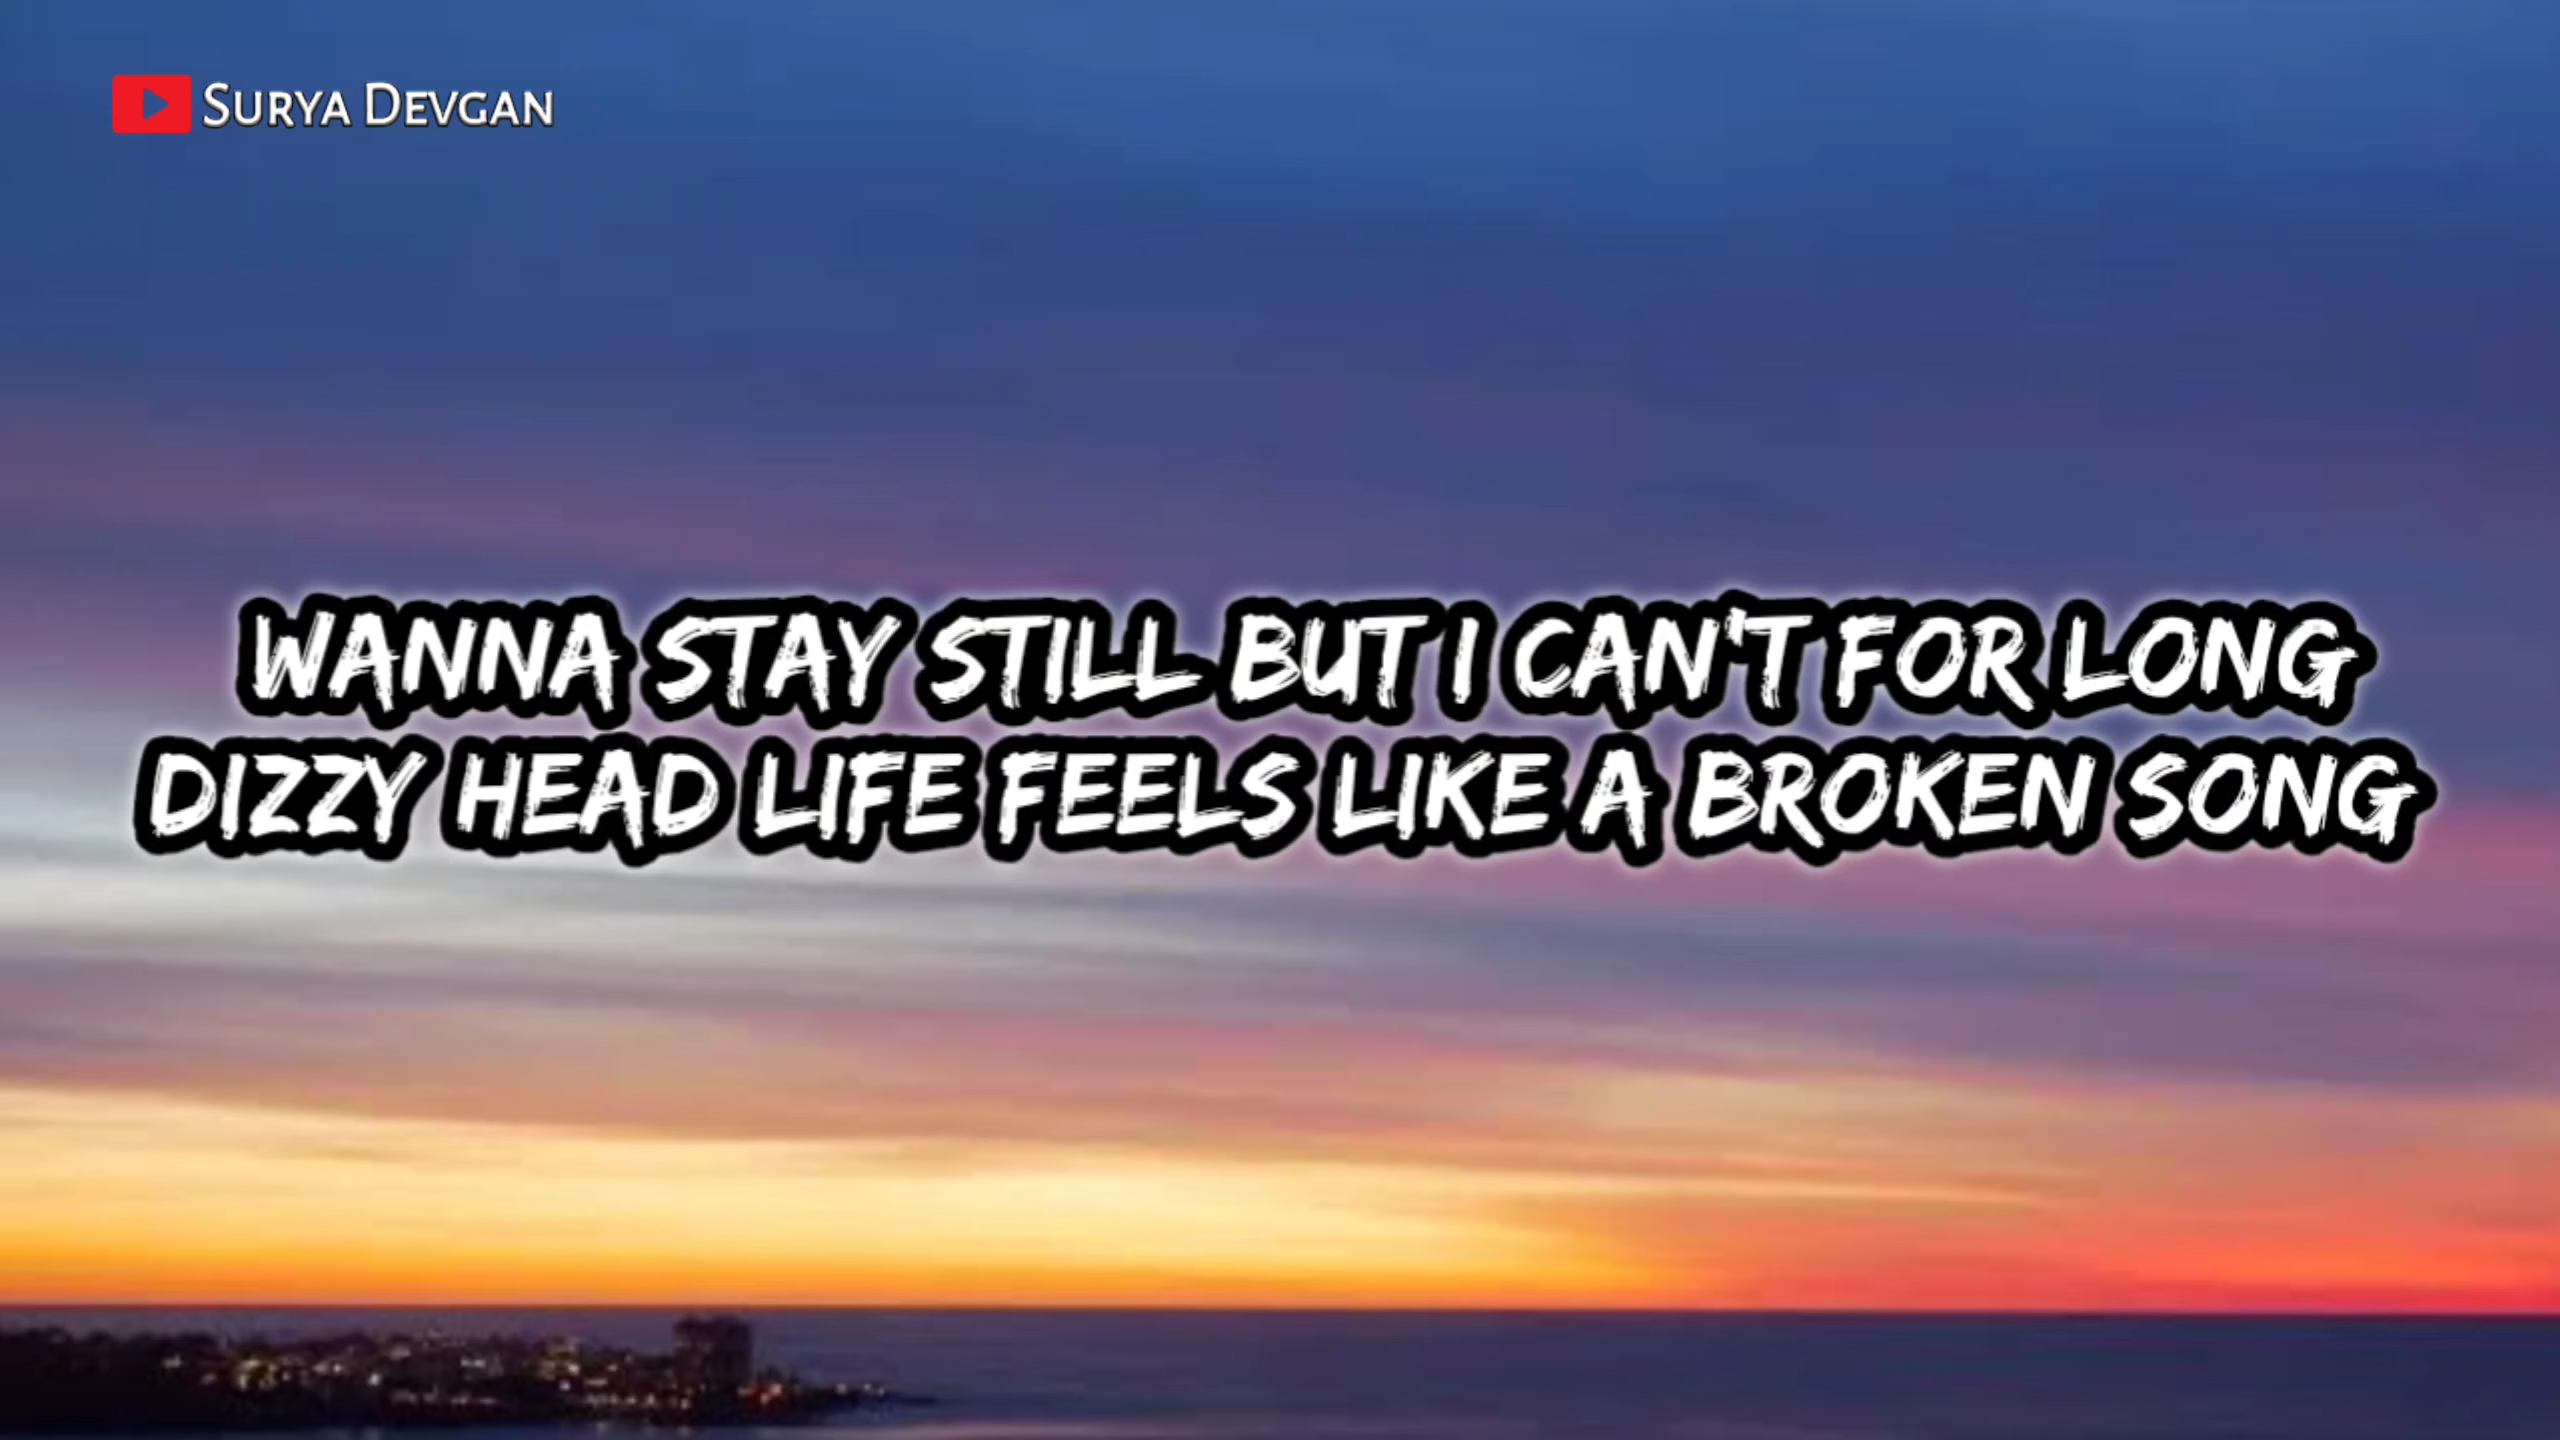 SURYA DEVGAN
WANNA STAY STILL BUT I CAN'T FOR LONG
DIZZY HEAD LIFE FEELS LIKE A BROKEN SONG